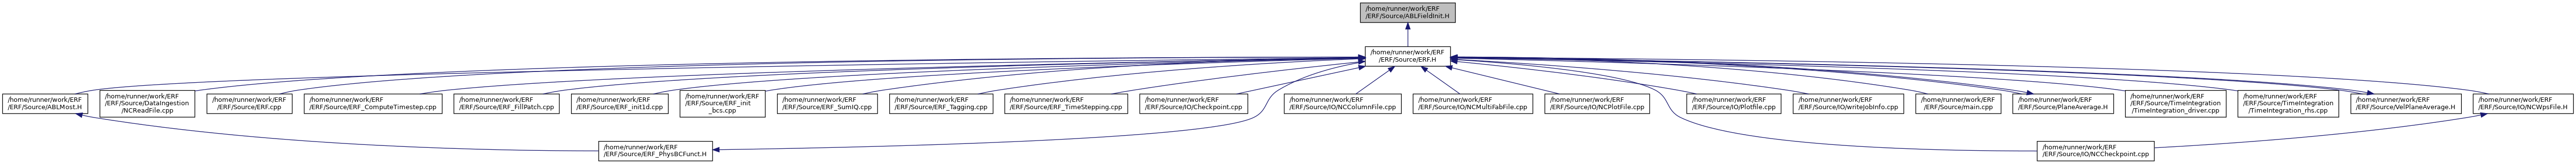 /home/runner/work/ERF
/ERF/Source/ABLFieldInit.H
/home/runner/work/ERF
/ERF/Source/ERF.H
/home/runner/work/ERF
/ERF/Source/ABLMost.H
/home/runner/work/ERF
/ERF/Source/DataIngestion
/NCReadFile.cpp
/home/runner/work/ERF
/ERF/Source/ERF.cpp
/home/runner/work/ERF
/ERF/Source/ERF_ComputeTimestep.cpp
/home/runner/work/ERF
/ERF/Source/ERF_FillPatch.cpp
/home/runner/work/ERF
/ERF/Source/ERF_init1d.cpp
/home/runner/work/ERF
/ERF/Source/ERF_init
_bcs.cpp
/home/runner/work/ERF
/ERF/Source/ERF_SumIQ.cpp
/home/runner/work/ERF
/ERF/Source/ERF_Tagging.cpp
/home/runner/work/ERF
/ERF/Source/ERF_TimeStepping.cpp
/home/runner/work/ERF
/ERF/Source/IO/Checkpoint.cpp
/home/runner/work/ERF
/ERF/Source/IO/NCColumnFile.cpp
/home/runner/work/ERF
/ERF/Source/IO/NCMultiFabFile.cpp
/home/runner/work/ERF
/ERF/Source/IO/NCPlotFile.cpp
/home/runner/work/ERF
/ERF/Source/IO/Plotfile.cpp
/home/runner/work/ERF
/ERF/Source/IO/writeJobInfo.cpp
/home/runner/work/ERF
/ERF/Source/main.cpp
/home/runner/work/ERF
/ERF/Source/PlaneAverage.H
/home/runner/work/ERF
/ERF/Source/TimeIntegration
/TimeIntegration_driver.cpp
/home/runner/work/ERF
/ERF/Source/TimeIntegration
/TimeIntegration_rhs.cpp
/home/runner/work/ERF
/ERF/Source/VelPlaneAverage.H
/home/runner/work/ERF
/ERF/Source/IO/NCWpsFile.H
/home/runner/work/ERF
/ERF/Source/ERF_PhysBCFunct.H
/home/runner/work/ERF
/ERF/Source/IO/NCCheckpoint.cpp